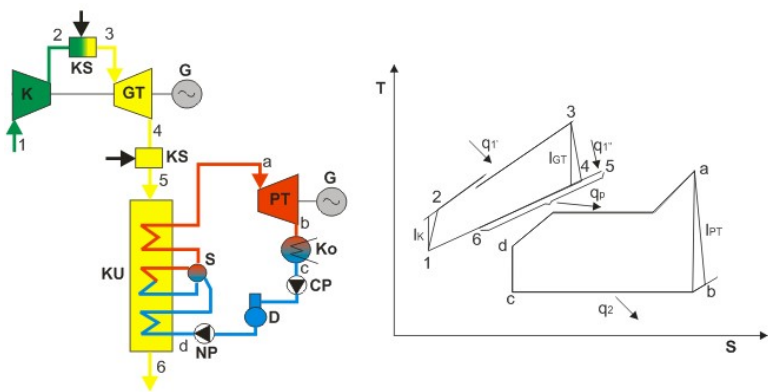 2
3
KS
G
K
GT
1
4
KS
5
a
G
PT
b
S
Ko
KU
c
CP
D
d
NP
6
T
3
q1'
q1"
lGT
4
5
a
2
qp
lK
6
lPT
1
d
c
b
q2
S